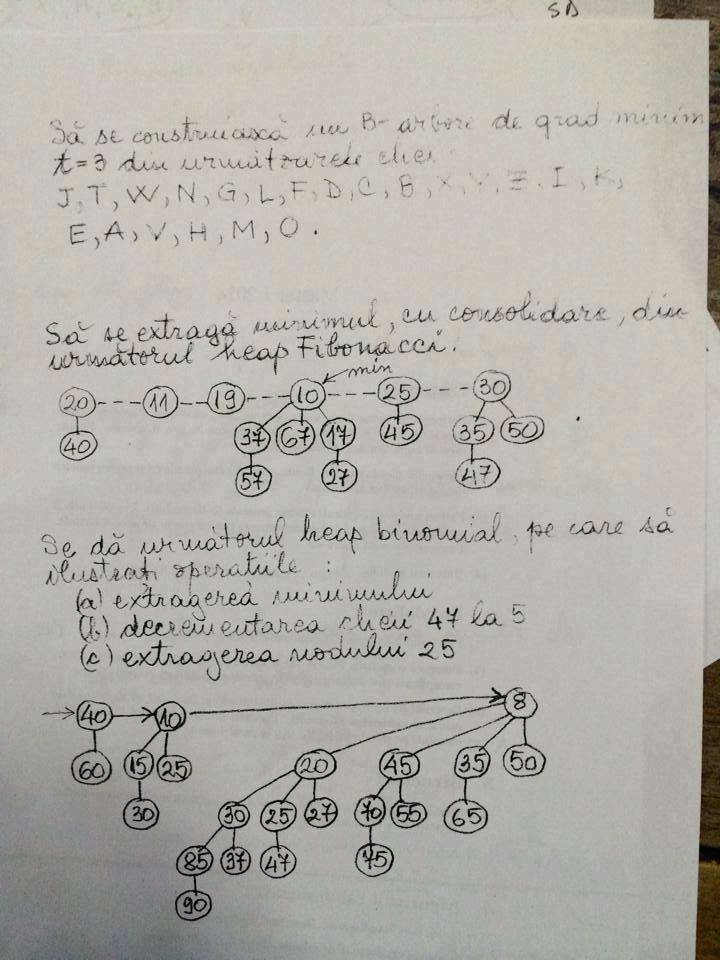 SD
Să se construiască un B-arbore de grad minim
t=3 din următoarele chei
J, T, W, N, G, L, F, D, C, B, X, Y, Z, I, K,
E, A, V, H, M, O.
Să se extragă minimul, cu consolidare, din
următorul heap Fibonacci.
min
20 11 19 10 25 30
40 37 67 17 45 35 50
57 27 47
Se dă următorul heap binomial, pe care să
ilustrați operațiile :
(a) extragerea minimului
(b) decrementarea cheii 47 la 5
(c) extragerea nodului 25
40 10 8
60 15 25 20 45 35 50
30 30 25 27 70 55 65
85 37 47 75
90